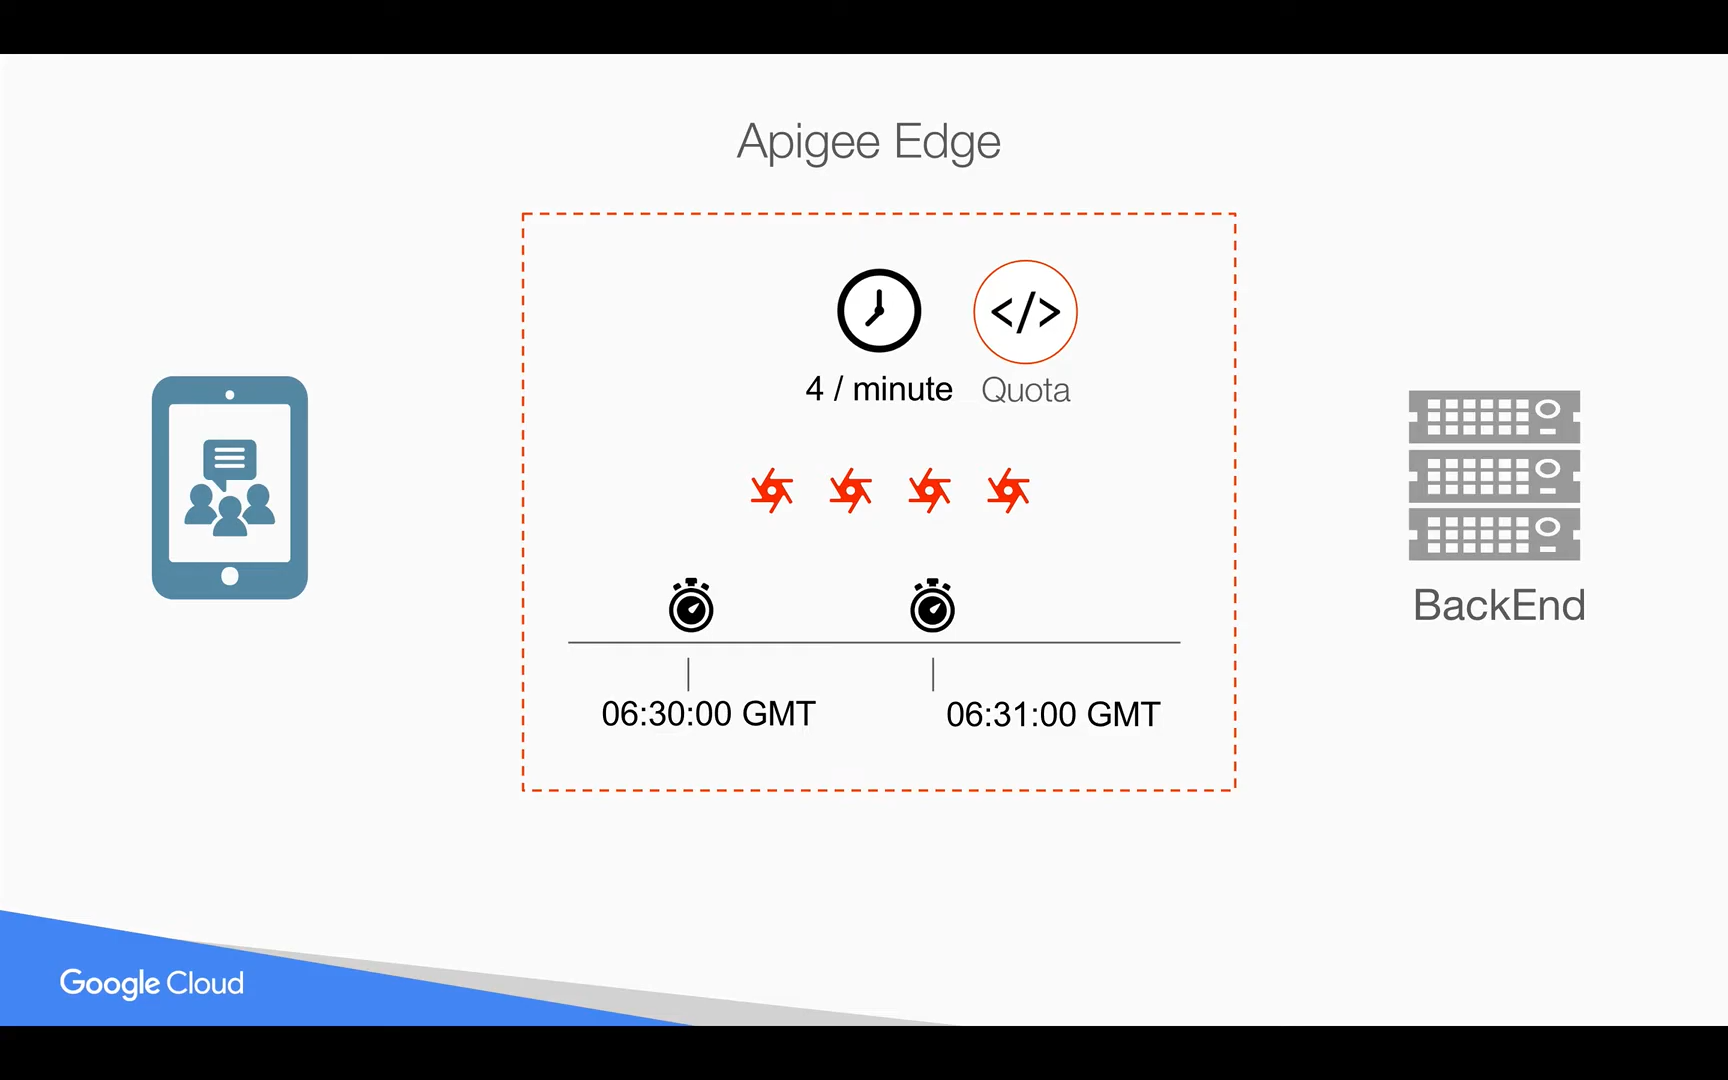 Apigee Edge
</>
4 / minute
Quota
BackEnd
06:30:00 GMT
06:31:00 GMT
Google Cloud